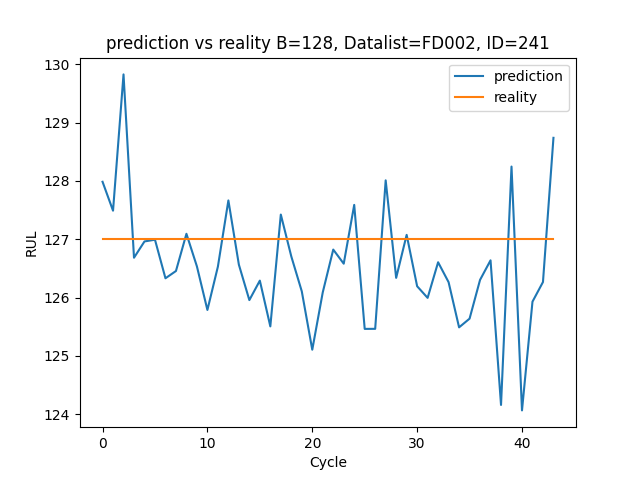 prediction vs reality B=128, Datalist=FD002, ID=241
prediction
reality
RUL
130
129
128
127
126
125
124
0 10 20 30 40
Cycle